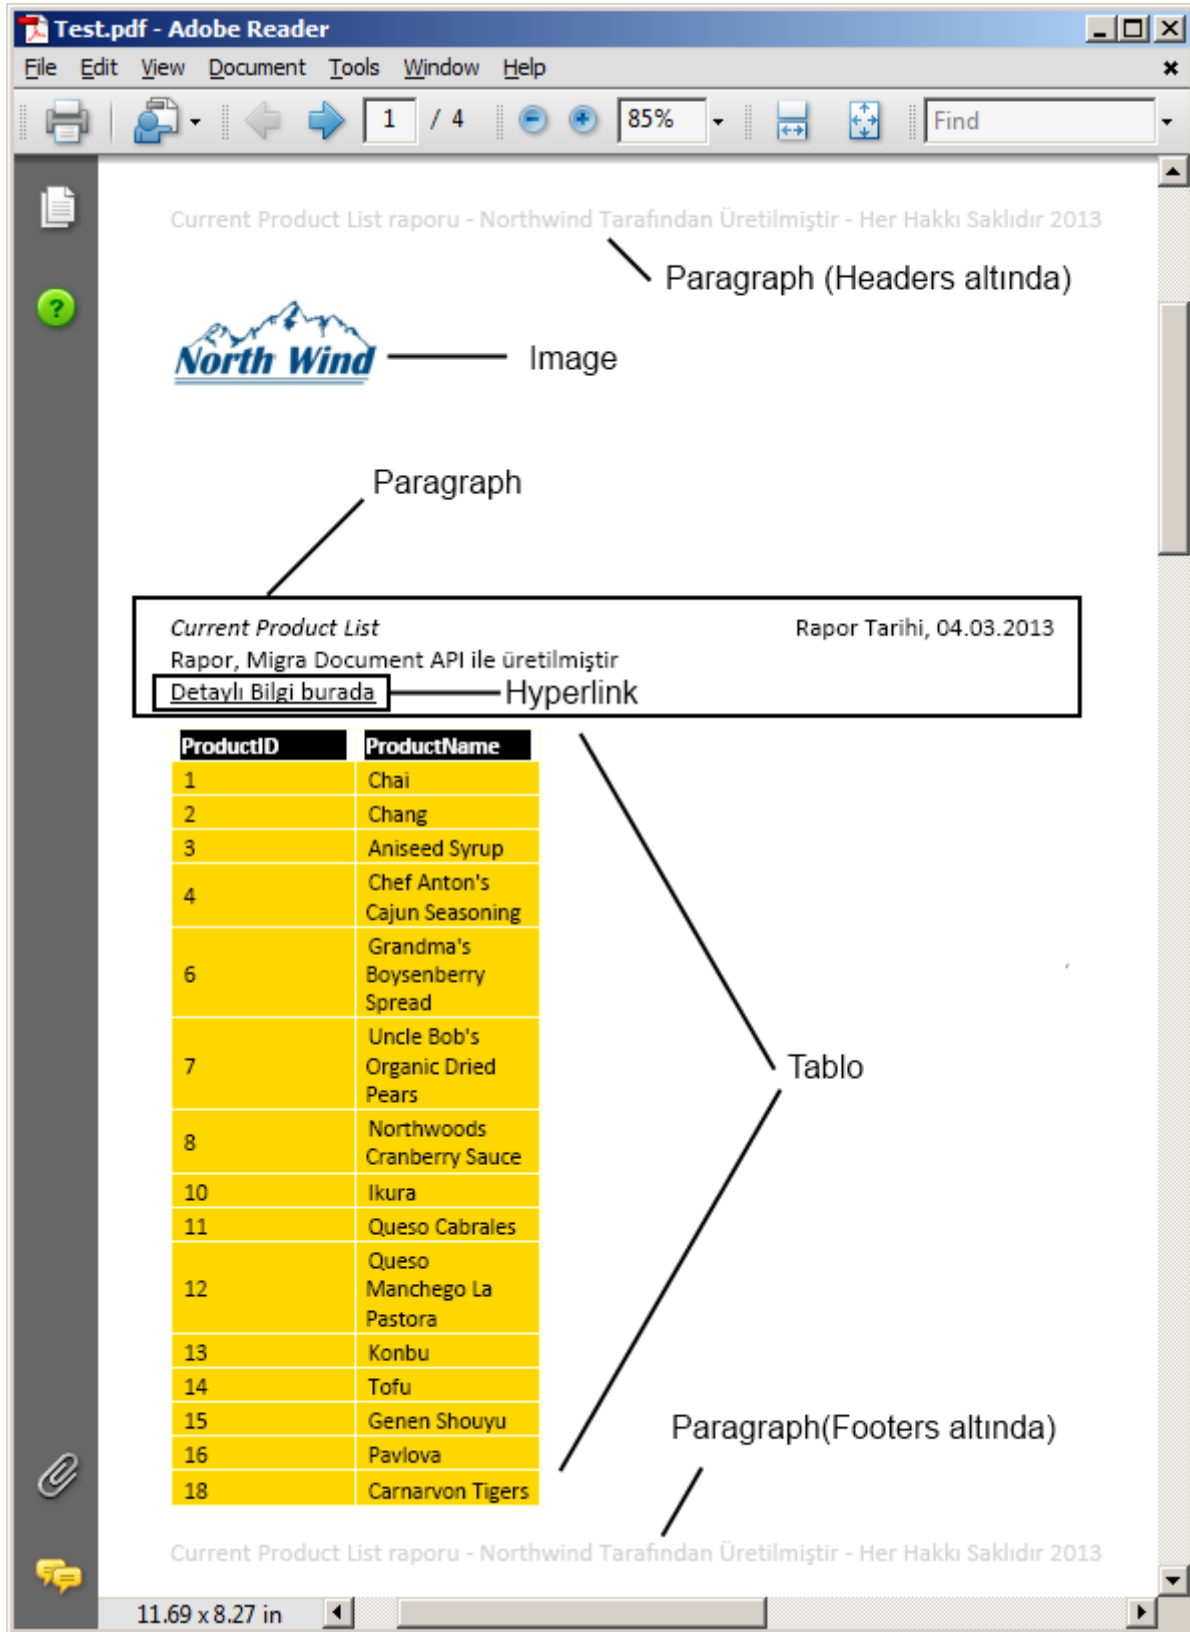 Test.pdf - Adobe Reader
File Edit View Document Tools Window Help
1 / 4 85% Find
Current Product List raporu - Northwind Tarafından Üretilmiştir - Her Hakkı Saklıdır 2013
Paragraph (Headers altında)
North Wind
Image
Paragraph
Current Product List Rapor Tarihi, 04.03.2013
Rapor, Migra Document API ile üretilmiştir
Detaylı Bilgi burada Hyperlink
ProductID ProductName
1 Chai
2 Chang
3 Aniseed Syrup
4 Chef Anton's
Cajun Seasoning
6 Grandma's
Boysenberry
Spread
7 Uncle Bob's
Organic Dried
Pears
Tablo
8 Northwoods
Cranberry Sauce
10 Ikura
11 Queso Cabrales
12 Queso
Manchego La
Pastora
13 Konbu
14 Tofu
15 Genen Shouyu
16 Pavlova
18 Carnarvon Tigers
Paragraph(Footers altında)
Current Product List raporu - Northwind Tarafından Üretilmiştir - Her Hakkı Saklıdır 2013
11.69 x 8.27 in